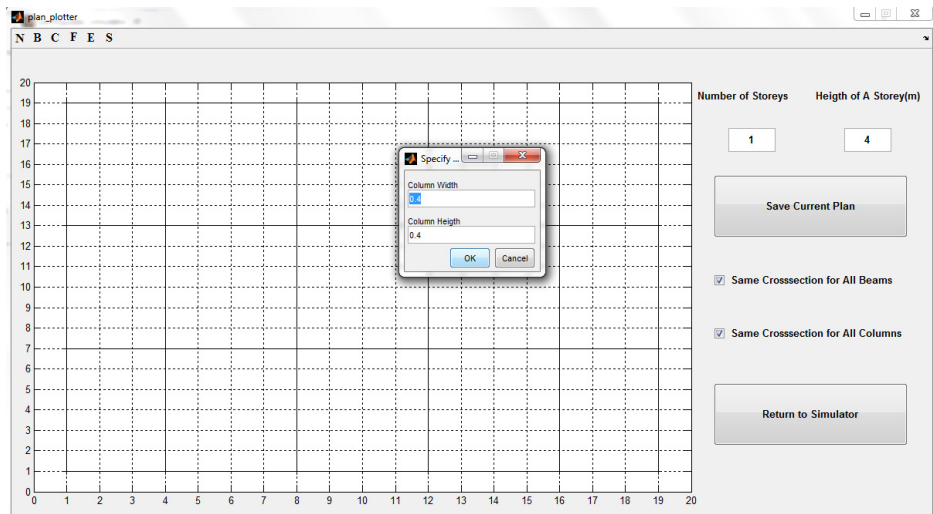 plan_plotter
N B C F E S
Number of Storeys
Heigth of A Storey(m)
1
4
Save Current Plan
Same Crosssection for All Beams
Same Crosssection for All Columns
Return to Simulator
Specify ...
Column Width
0.4
Column Heigth
0.4
OK
Cancel
20
19
18
17
16
15
14
13
12
11
10
9
8
7
6
5
4
3
2
1
0
0 1 2 3 4 5 6 7 8 9 10 11 12 13 14 15 16 17 18 19 20